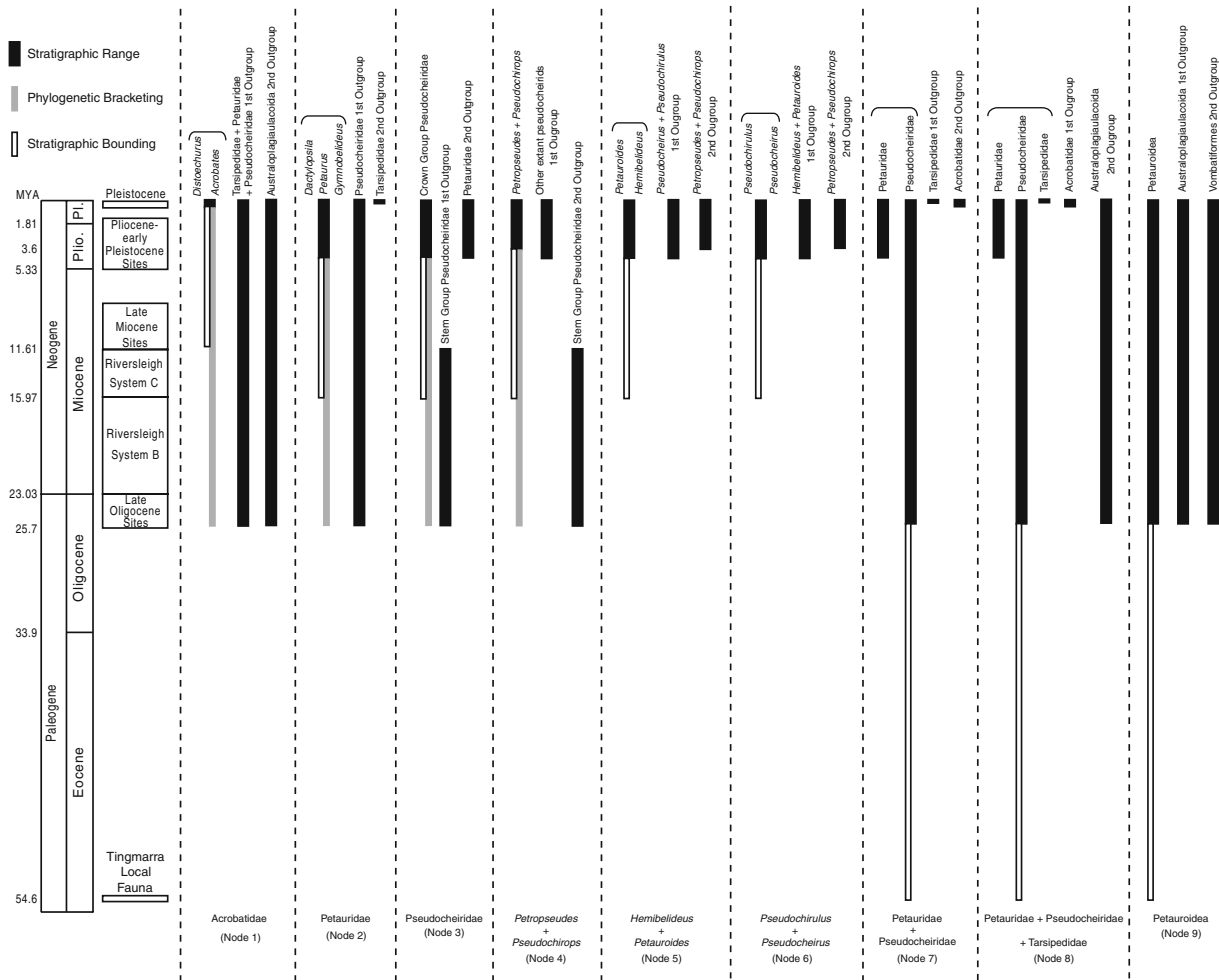 Stratigraphic Range
Phylogenetic Bracketing
Stratigraphic Bounding
MYA
1.81
3.6
5.33
11.61
15.97
23.03
25.7
33.9
54.6
Neogene
Paleogene
Pl.
Plio.
Miocene
Oligocene
Eocene
Pleistocene
Pliocene-
early
Pleistocene
Sites
Late
Miocene
Sites
Riversleigh
System C
Riversleigh
System B
Late
Oligocene
Sites
Tingmarra
Local
Fauna
Distoechurus
Acrobates
Tarsipedidae + Petauridae
+ Pseudocheiridae 1st Outgroup
Australoplagiaulacoida 2nd Outgroup
Acrobatidae
(Node 1)
Dactylopsila
Petaurus
Gymnobelideus
Pseudocheiridae 1st Outgroup
Tarsipedidae 2nd Outgroup
Petauridae
(Node 2)
Crown Group Pseudocheiridae
Stem Group Pseudocheiridae 1st Outgroup
Petauridae 2nd Outgroup
Pseudocheiridae
(Node 3)
Petropseudes + Pseudochirops
Other extant pseudocheirids
1st Ougroup
Stem Group Pseudocheiridae 2nd Outgroup
Petropseudes
+
Pseudochirops
(Node 4)
Petauroides
Hemibelideus
Pseudocheirus + Pseudochirulus
1st Ougroup
Petropseudes + Pseudochirops
2nd Ougroup
Hemibelideus
+
Petauroides
(Node 5)
Pseudochirulus
Pseudocheirus
Hemibelideus + Petauroides
1st Ougroup
Petropseudes + Pseudochirops
2nd Ougroup
Pseudochirulus
+
Pseudocheirus
(Node 6)
Petauridae
Pseudocheiridae
Tarsipedidae 1st Outgroup
Acrobatidae 2nd Outgroup
Petauridae
+
Pseudocheiridae
(Node 7)
Petauridae
Pseudocheiridae
Tarsipedidae
Acrobatidae 1st Outgroup
Australoplagiaulacoida
2nd Ougroup
Petauridae + Pseudocheiridae
+ Tarsipedidae
(Node 8)
Petauroidea
Australoplagiaulacoida 1st Outgroup
Vombatiformes 2nd Outgroup
Petauroidea
(Node 9)